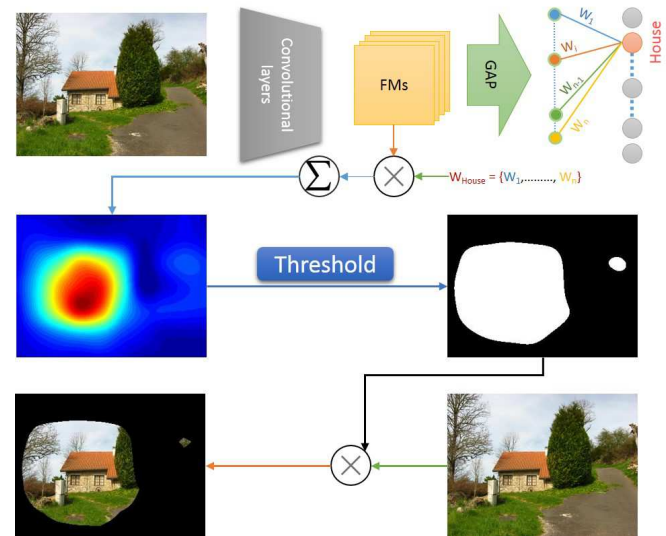 Convolutional
layers
FMs
GAP
W1
Wi
Wn-1
Wn
House
Σ
WHouse = {W1,........., Wn}
Threshold